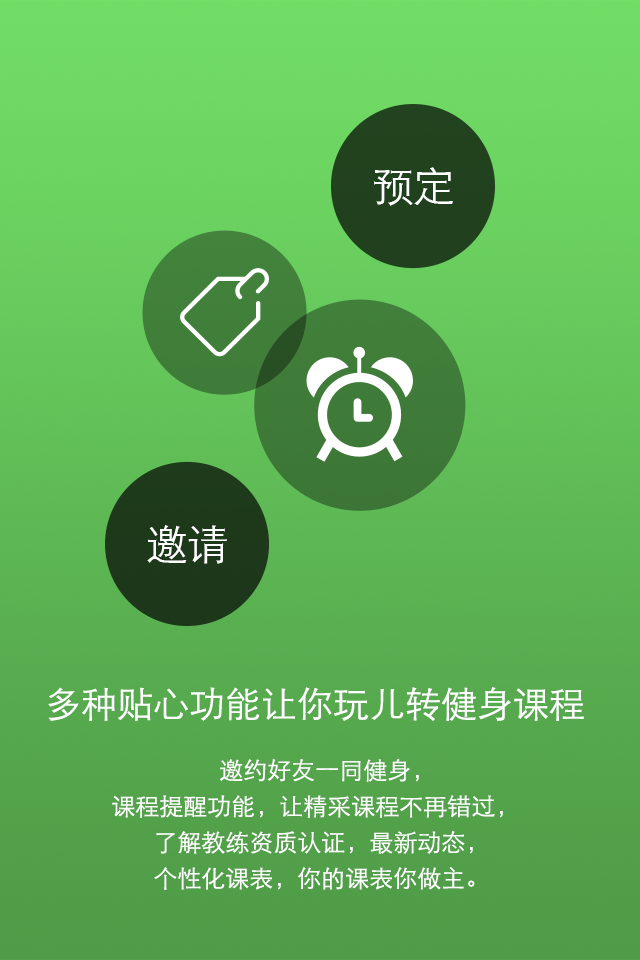 预定
邀请
多种贴心功能让你玩儿转健身课程
邀约好友一同健身，
课程提醒功能，让精采课程不再错过，
了解教练资质认证，最新动态，
个性化课表，你的课表你做主。